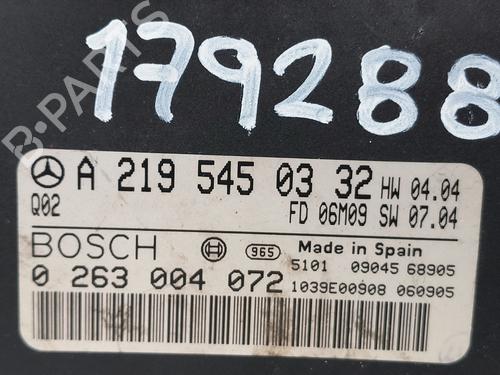 179288
B-PARTS
A 219 545 03 32 HW 04.04
Q02 FD 06M09 SW 07.04
BOSCH 965 Made in Spain
5101 09045 68905
0 263 004 072 1039E00908 060905